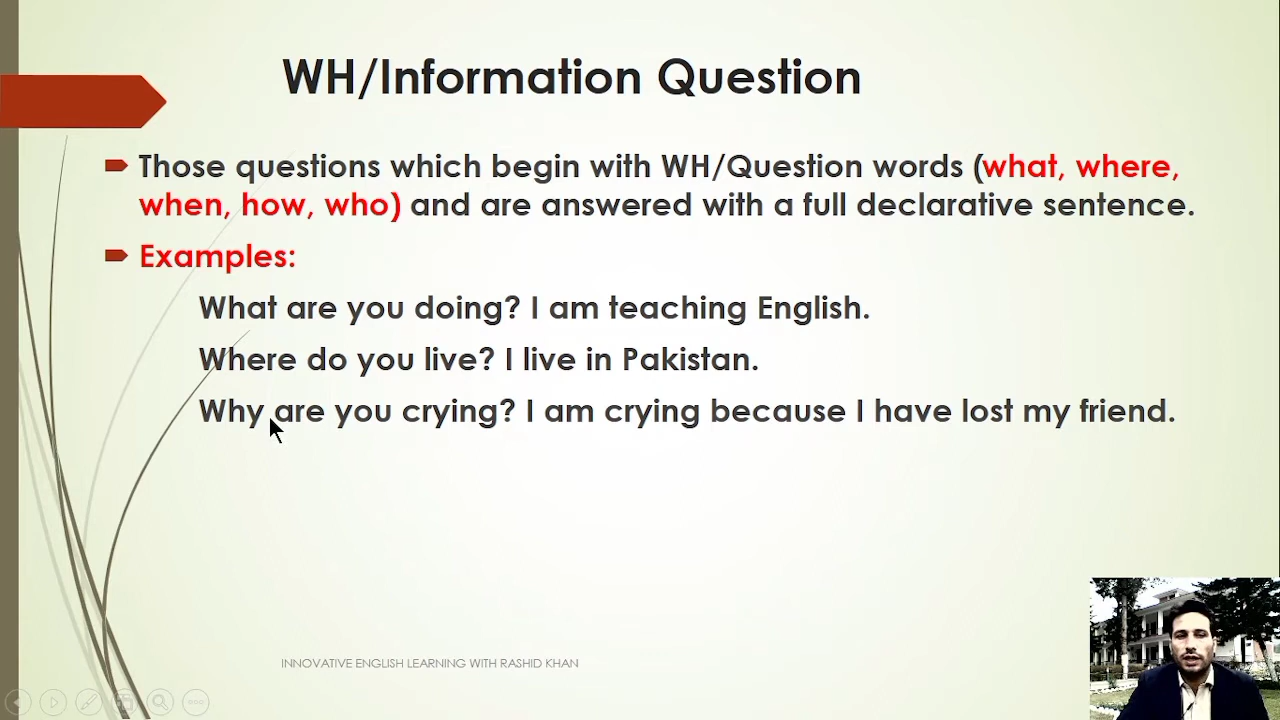 WH/Information Question
Those questions which begin with WH/Question words (what, where,
when, how, who) and are answered with a full declarative sentence.
Examples:
What are you doing? I am teaching English.
Where do you live? I live in Pakistan.
Why are you crying? I am crying because I have lost my friend.
INNOVATIVE ENGLISH LEARNING WITH RASHID KHAN